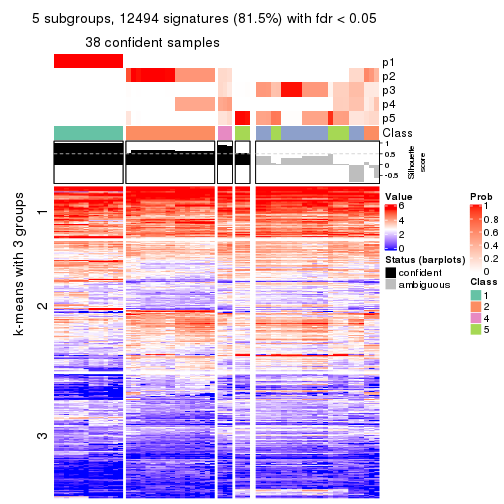 5 subgroups, 12494 signatures (81.5%) with fdr < 0.05
38 confident samples
p1
p2
p3
p4
p5
Class
1
0.5
0
-0.5
Silhouette
score
k-means with 3 groups
1
2
3
Value
6
4
2
0
Status (barplots)
confident
ambiguous
Prob
1
0.8
0.6
0.4
0.2
0
Class
1
2
4
5